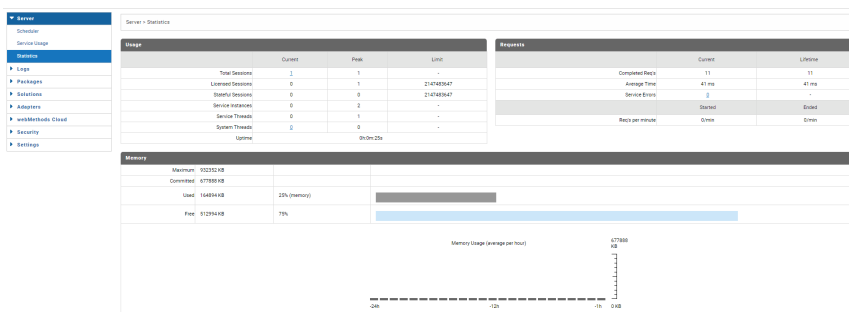 Server
Scheduler
Service Usage
Statistics
Logs
Packages
Solutions
Adapters
webMethods Cloud
Security
Settings
Server > Statistics
Usage
Current Peak Limit
Total Sessions 1 1 -
Licensed Sessions 0 1 2147483647
Stateful Sessions 0 0 2147483647
Service Instances 0 2 -
Service Threads 0 1 -
System Threads 0 0 -
Uptime 0h:0m:25s
Requests
Current Lifetime
Completed Req's 11 11
Average Time 41 ms 41 ms
Service Errors 0 -
Started Ended
Req's per minute 0/min 0/min
Memory
Maximum 932352 KB
Committed 677888 KB
Used 164894 KB 25% (memory)
Free 512994 KB 75%
Memory Usage (average per hour)
677888
KB
-24h -12h -1h 0 KB